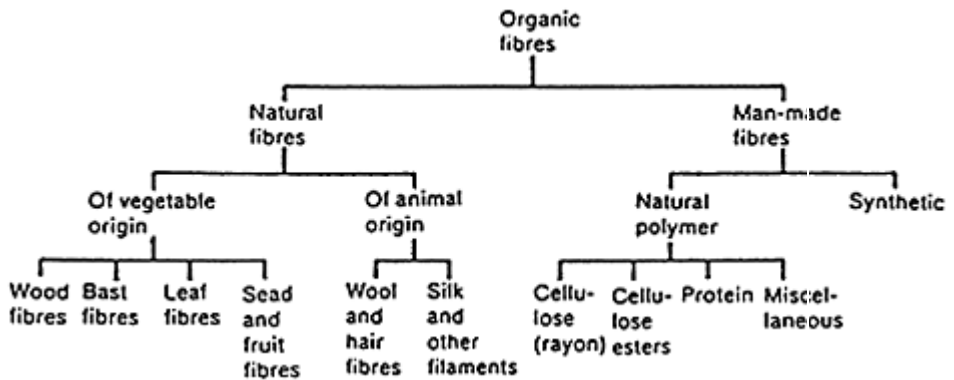 Organic
fibres
Natural
fibres
Man-made
fibres
Of vegetable
origin
Of animal
origin
Natural
polymer
Synthetic
Wood
fibres
Bast
fibres
Leaf
fibres
Sead
and
fruit
fibres
Wool
and
hair
fibres
Silk
and
other
filaments
Cellu-
lose
(rayon)
Cellu-
lose
esters
Protein
Miscel-
laneous